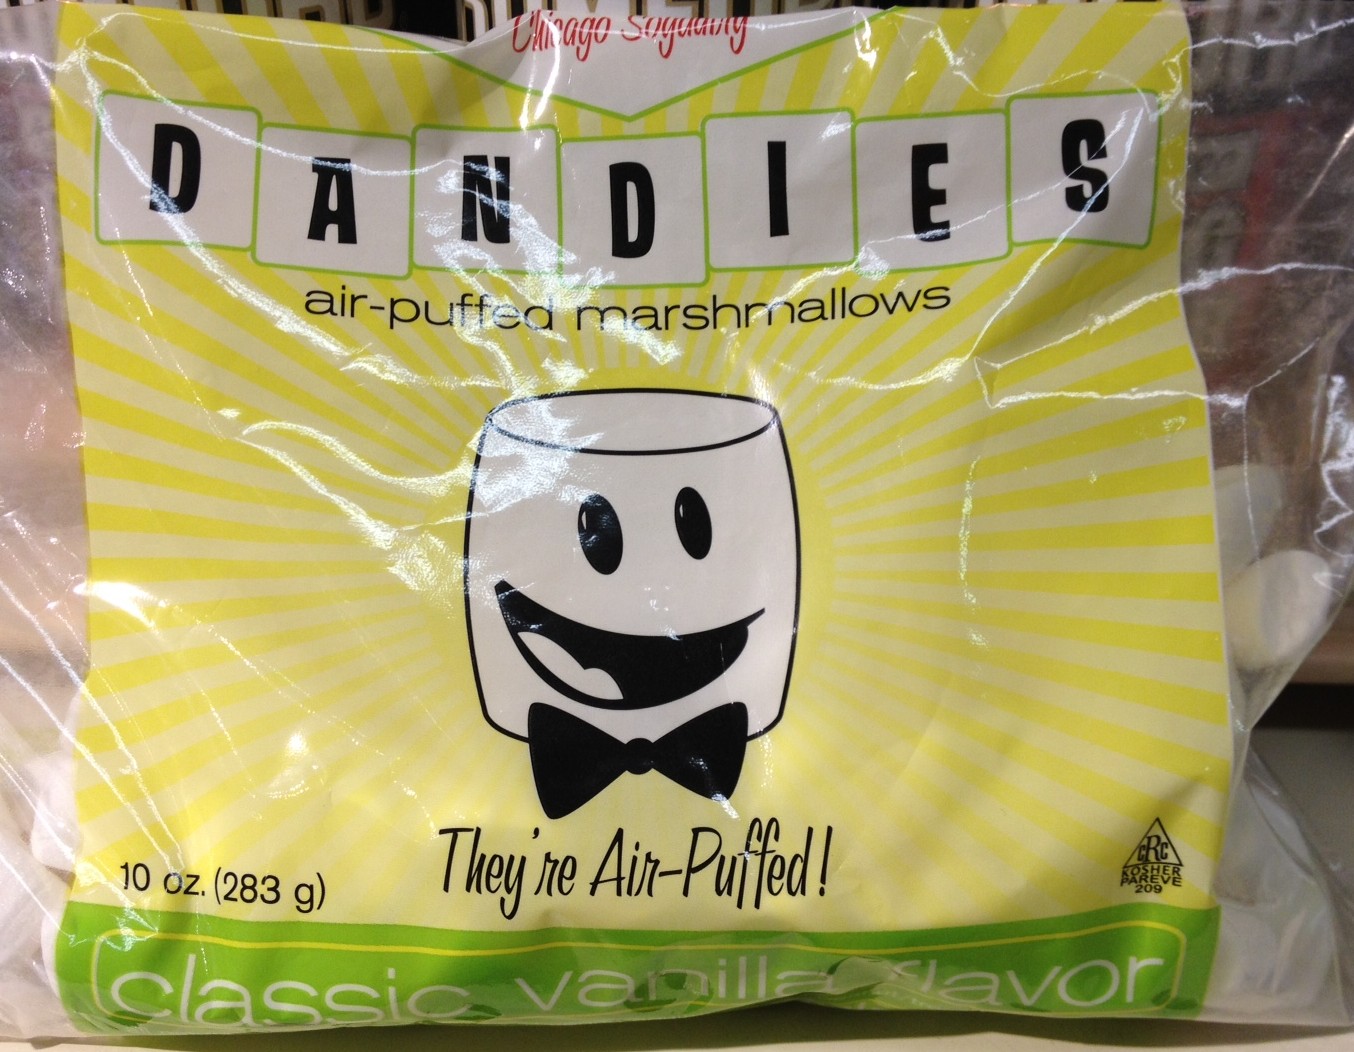 Chicago Soydairy
DANDIES
air-puffed marshmallows
They're Air-Puffed!
10 oz. (283 g)
CRC
KOSHER
PAREVE
209
classic vanilla flavor